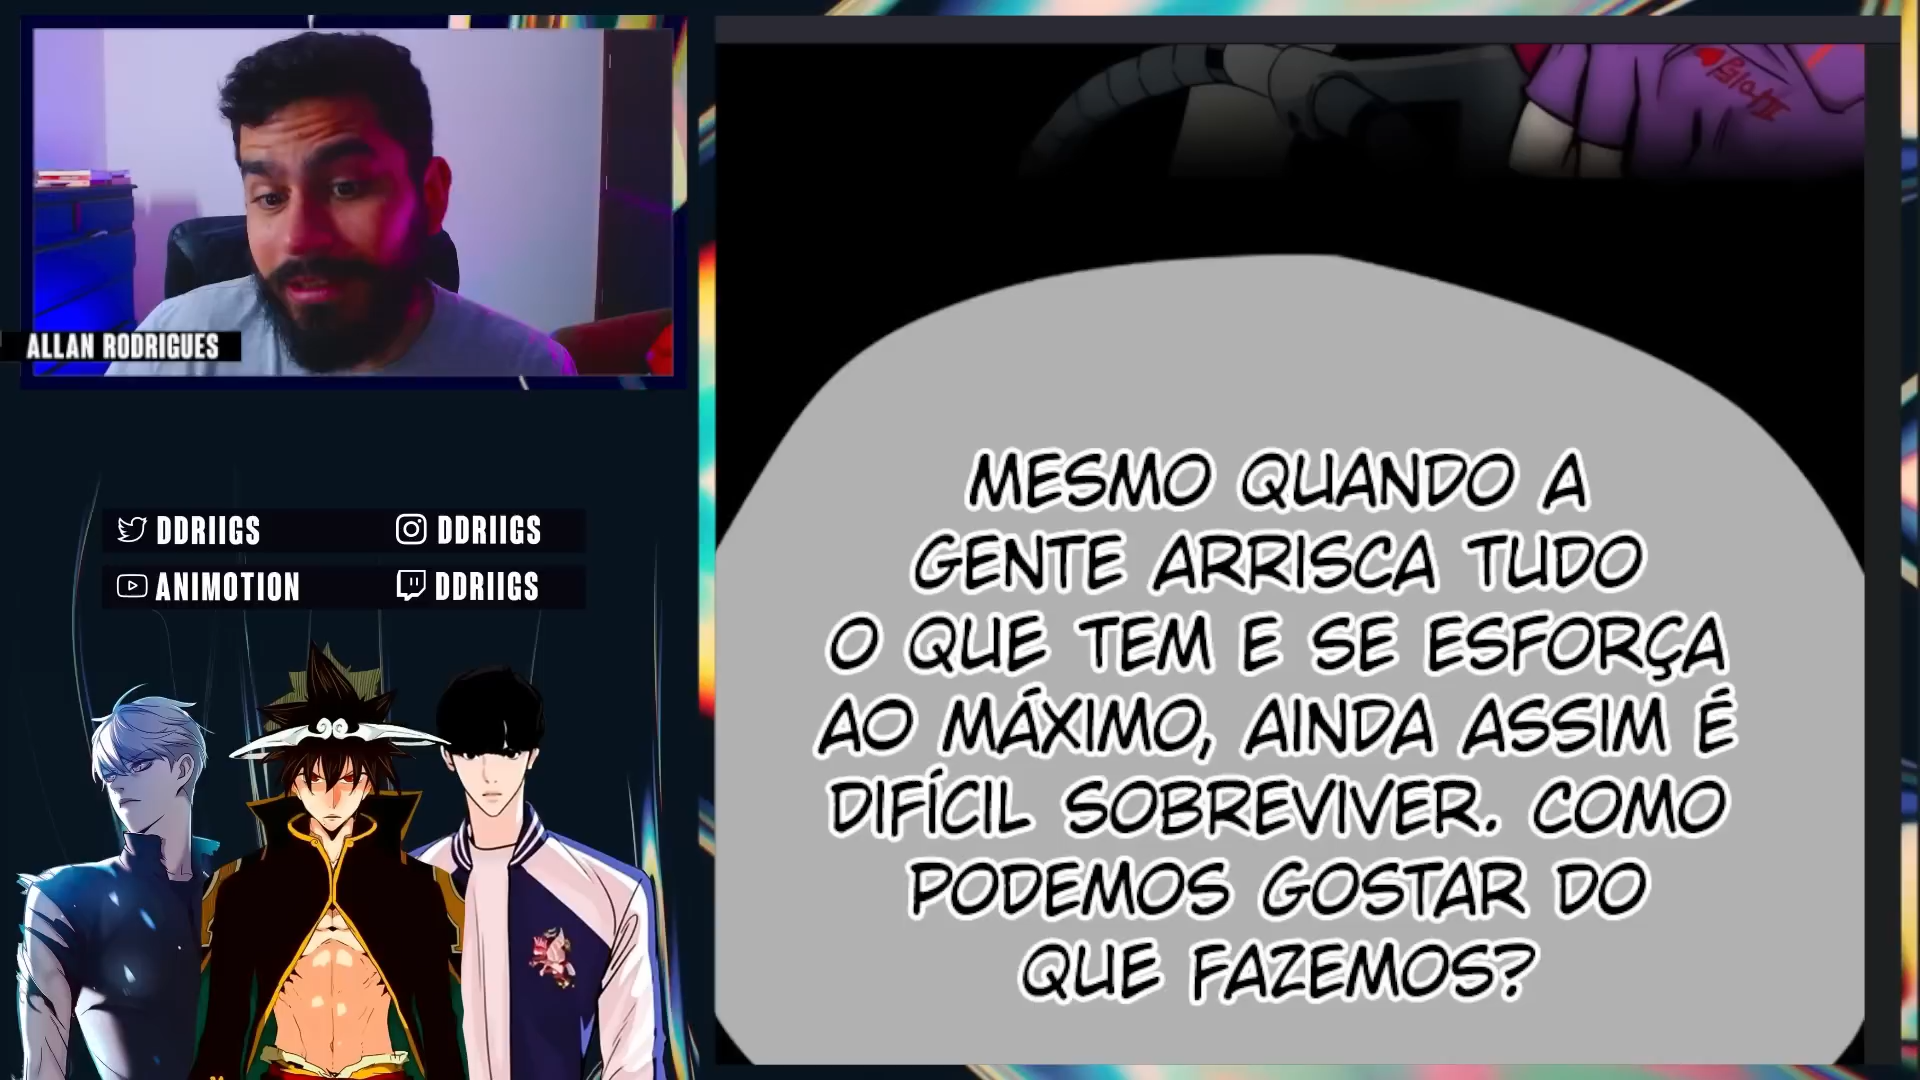 ALLAN RODRIGUES
DDRIIGS
DDRIIGS
ANIMOTION
DDRIIGS
MESMO QUANDO A
GENTE ARRISCA TUDO
O QUE TEM E SE ESFORÇA
AO MÁXIMO, AINDA ASSIM É
DIFÍCIL SOBREVIVER. COMO
PODEMOS GOSTAR DO
QUE FAZEMOS?